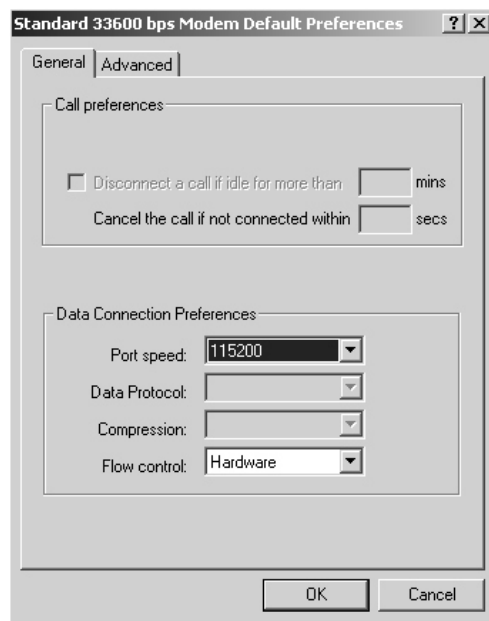 Standard 33600 bps Modem Default Preferences ? ×
General Advanced
Call preferences
Disconnect a call if idle for more than mins
Cancel the call if not connected within secs
Data Connection Preferences
Port speed: 115200
Data Protocol:
Compression:
Flow control: Hardware
OK Cancel